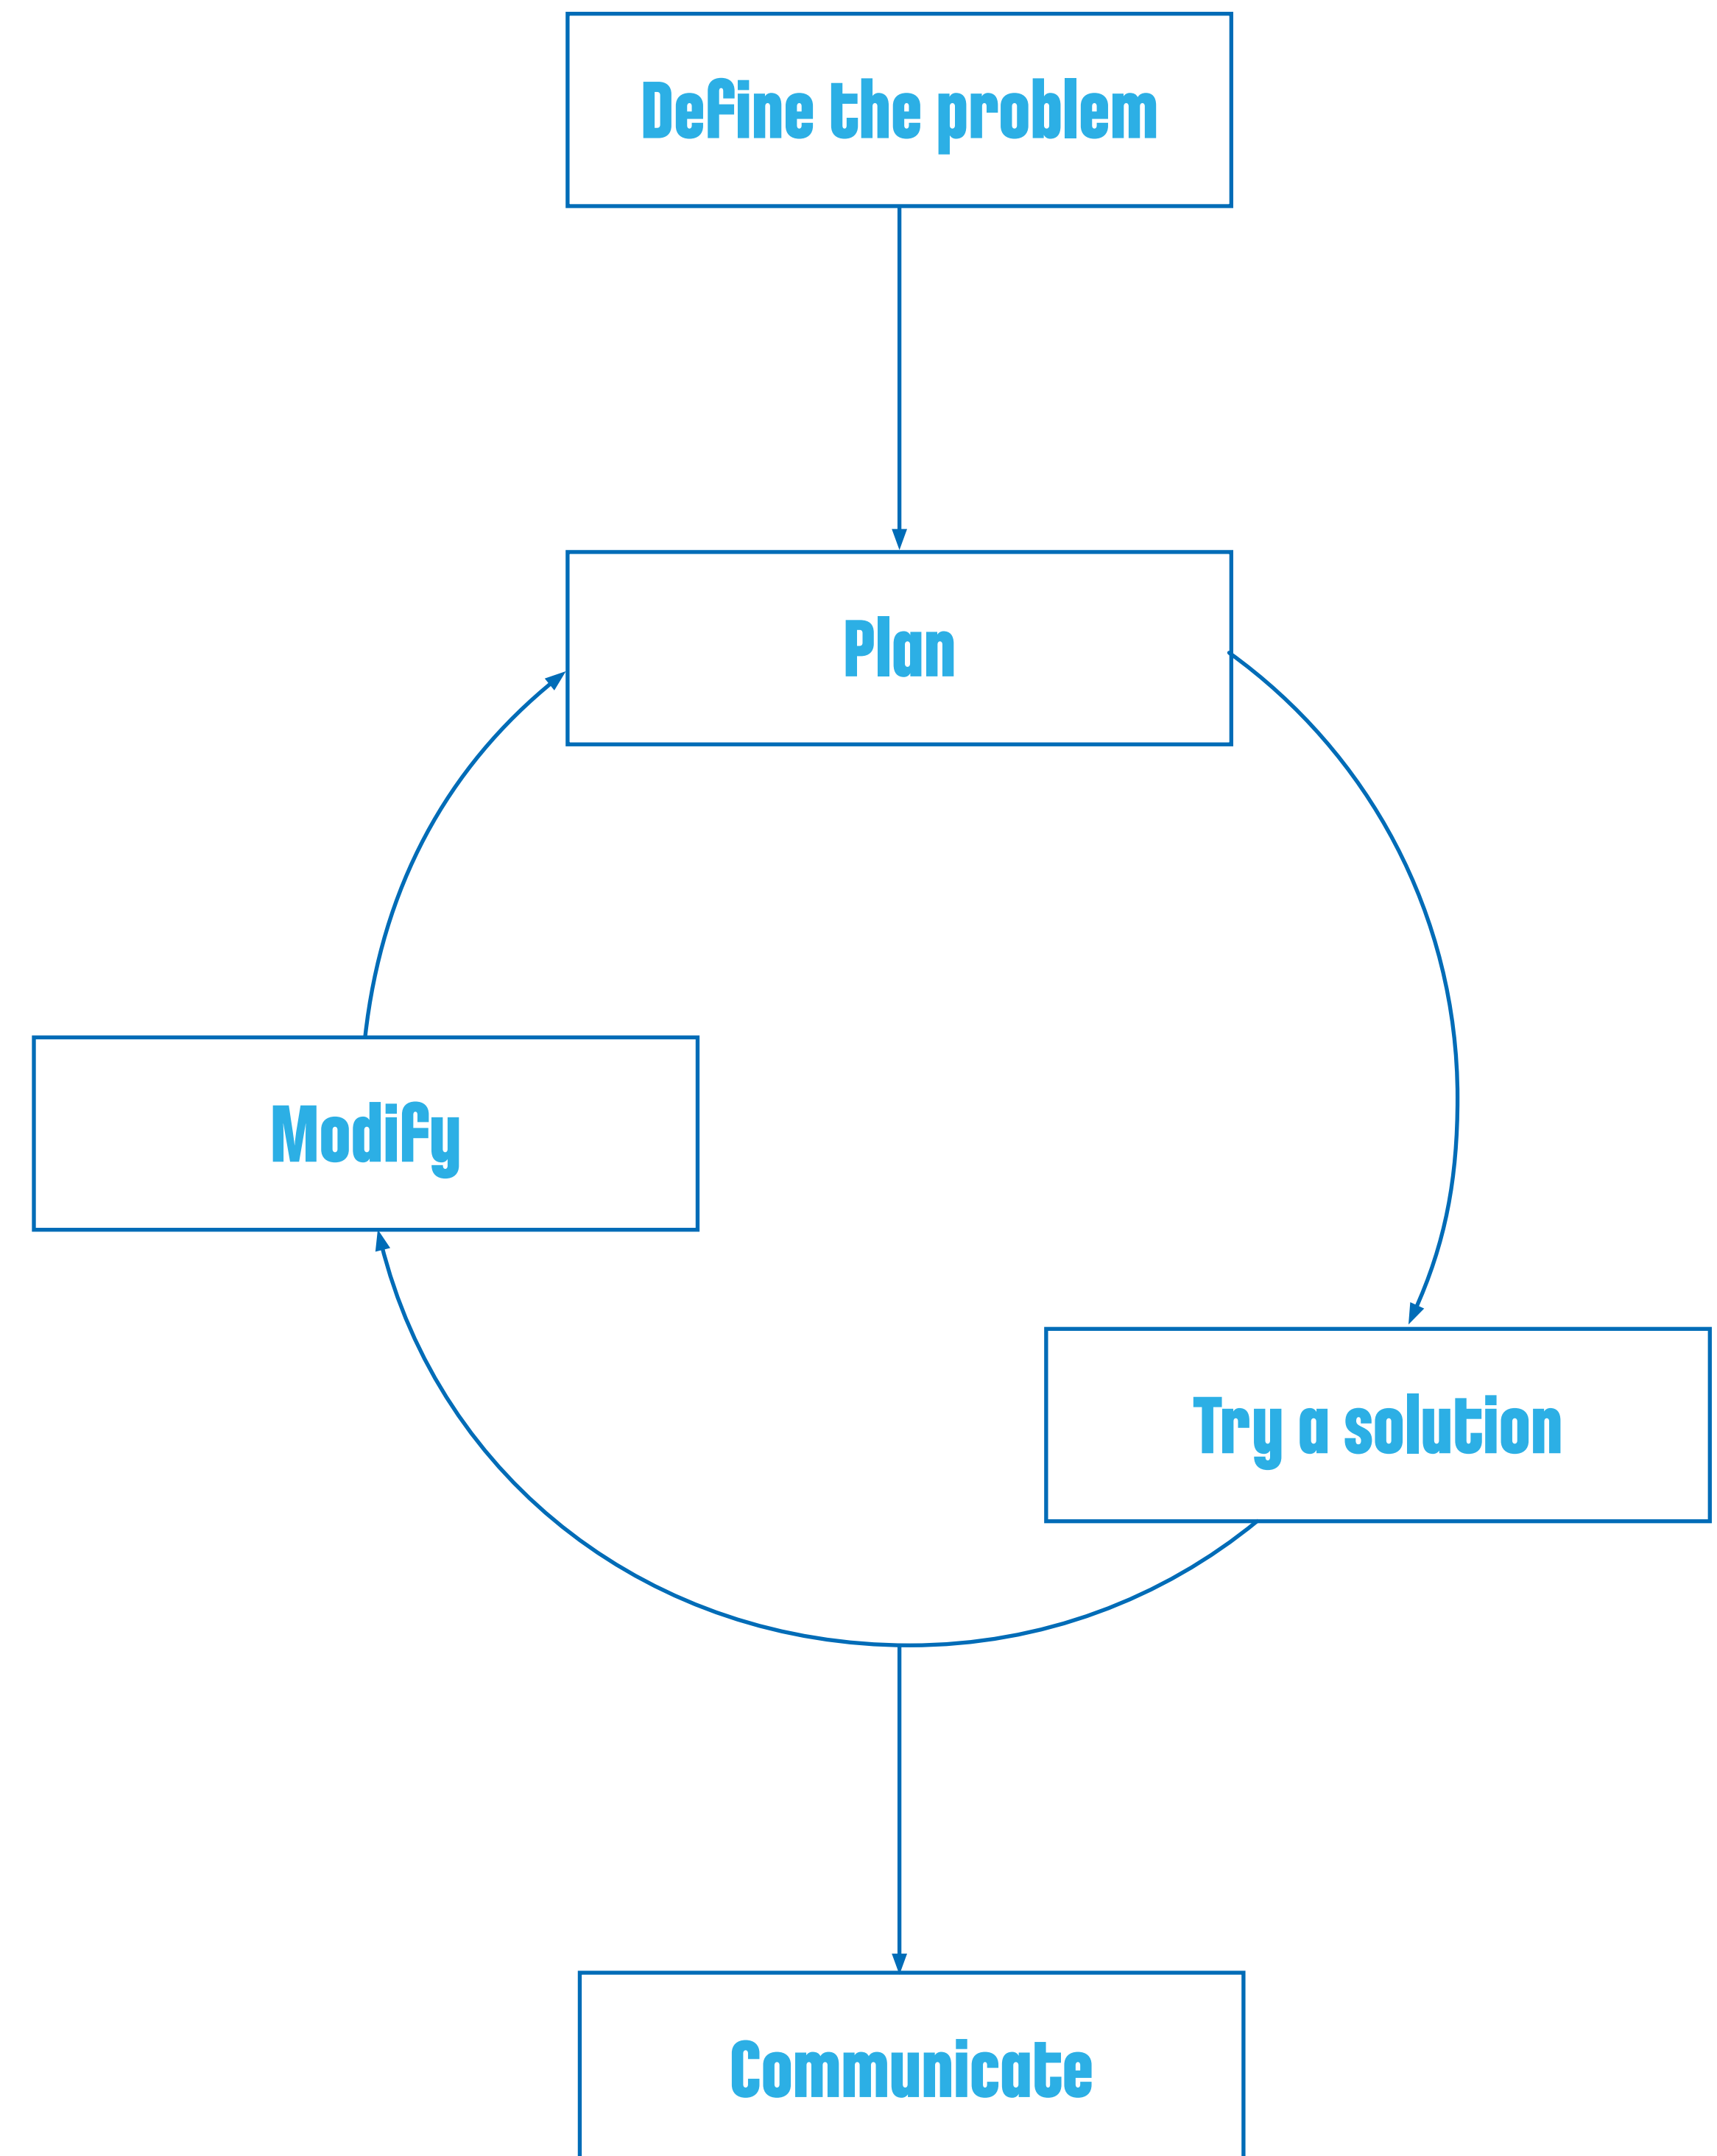 Define the problem
Plan
Modify
Try a solution
Communicate